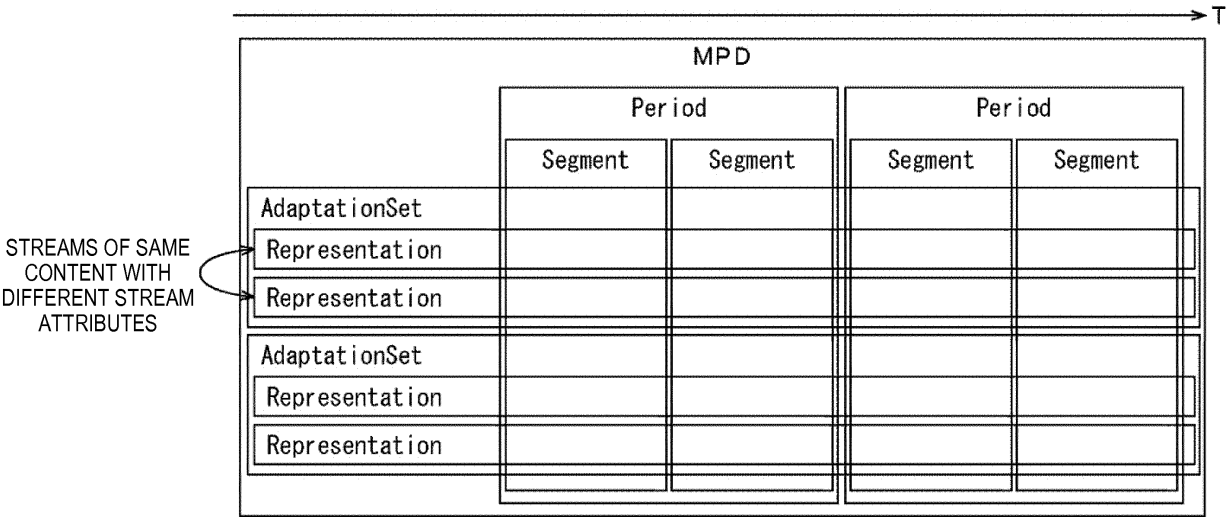 T
MPD
Period Period
Segment Segment Segment Segment
AdaptationSet
Representation
Representation
STREAMS OF SAME
CONTENT WITH
DIFFERENT STREAM
ATTRIBUTES
AdaptationSet
Representation
Representation